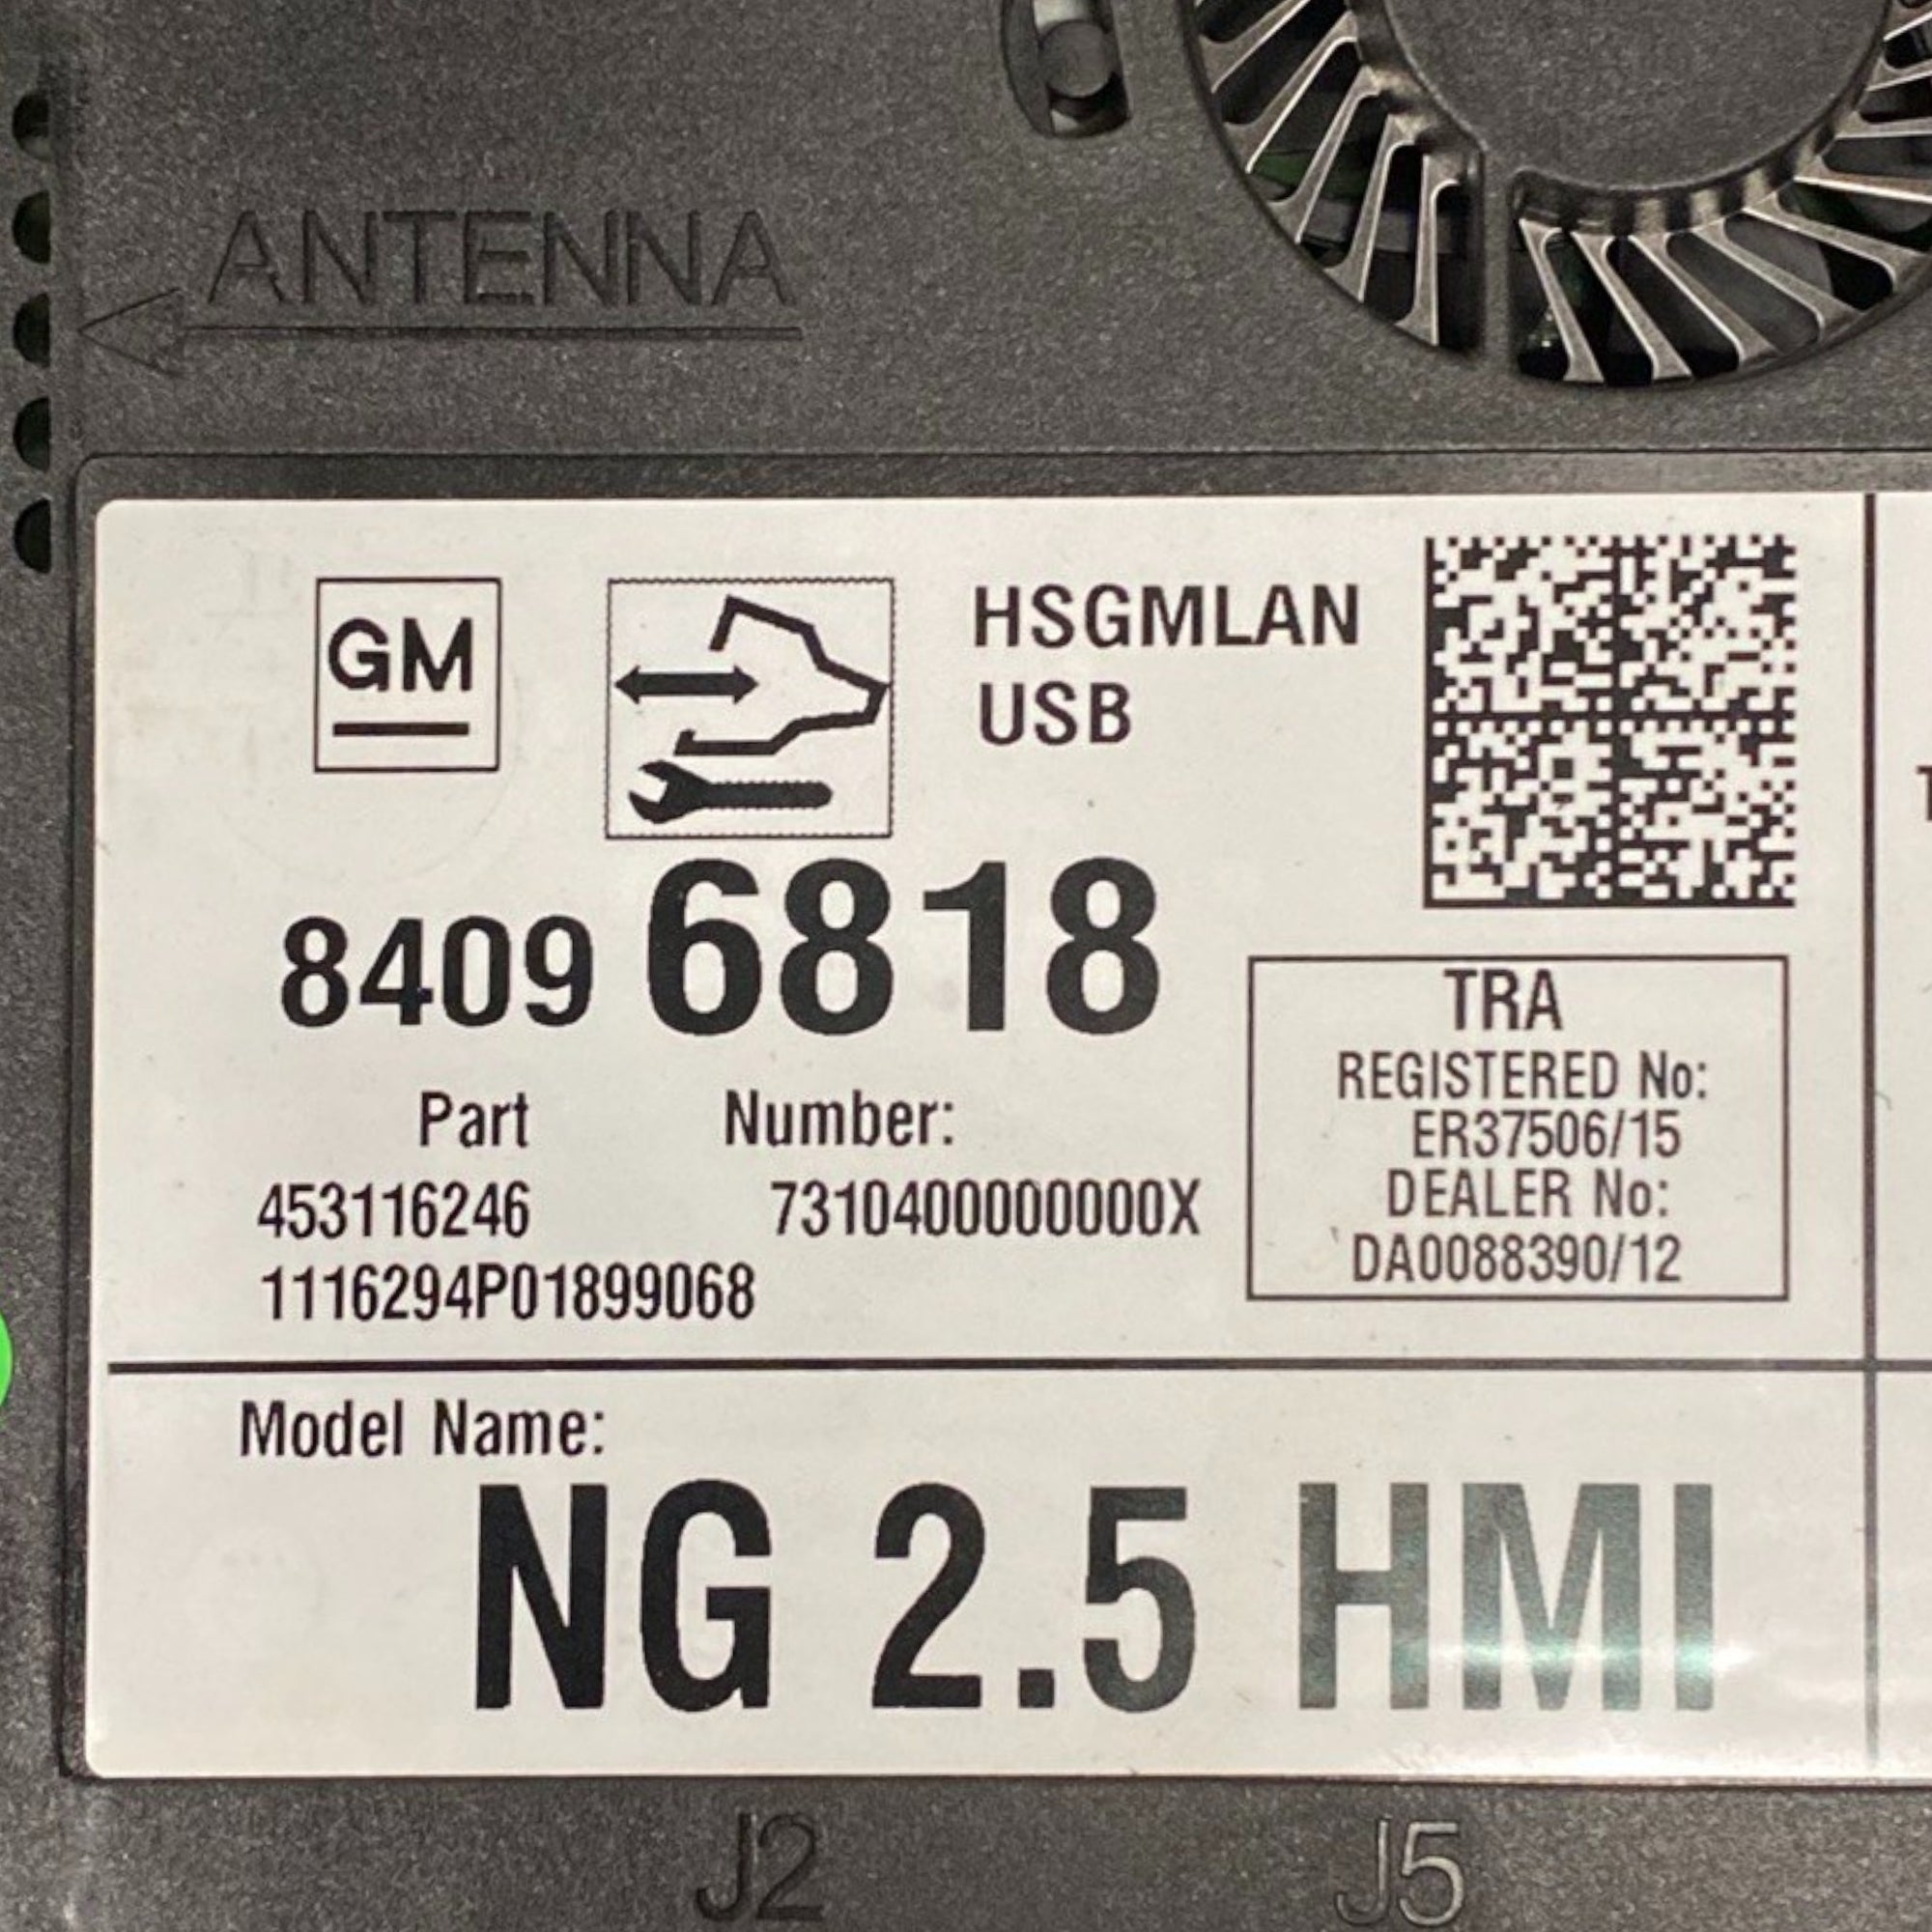 ANTENNA
GM
HSGMLAN
USB
8409 6818
Part Number:
453116246 7310400000000X
1116294P01899068
TRA
REGISTERED No:
ER37506/15
DEALER No:
DA0088390/12
Model Name:
NG 2.5 HMI
J2 J5